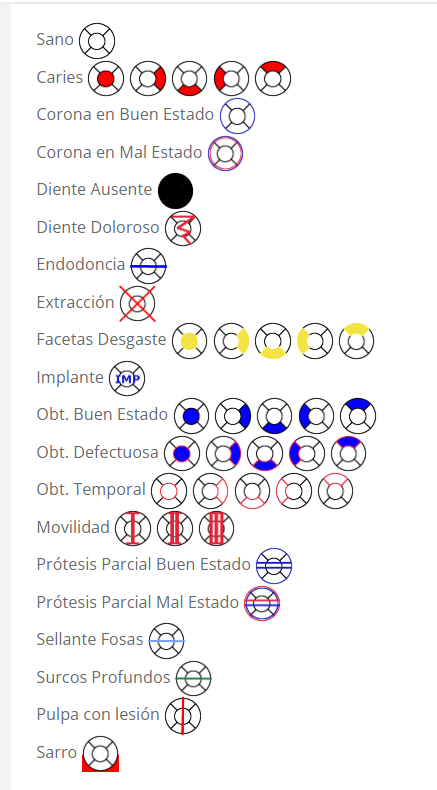 Sano
Caries
Corona en Buen Estado
Corona en Mal Estado
Diente Ausente
Diente Doloroso
Endodoncia
Extracción
Facetas Desgaste
Implante IMP
Obt. Buen Estado
Obt. Defectuosa
Obt. Temporal
Movilidad
Prótesis Parcial Buen Estado
Prótesis Parcial Mal Estado
Sellante Fosas
Surcos Profundos
Pulpa con lesión
Sarro